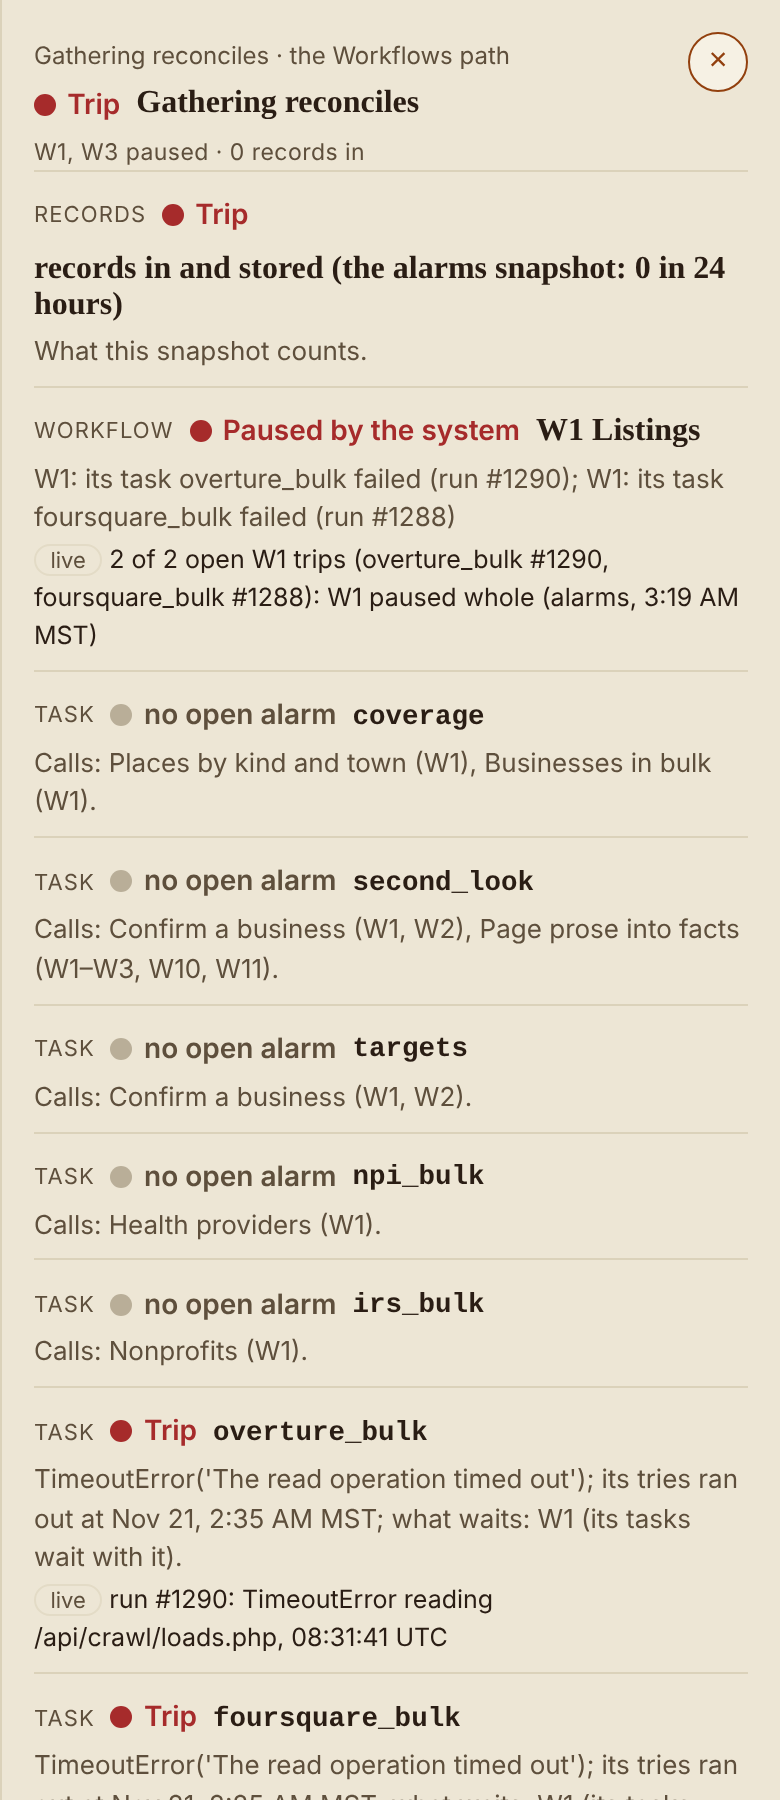 Gathering reconciles · the Workflows path
×
Trip Gathering reconciles
W1, W3 paused · 0 records in
RECORDS Trip
records in and stored (the alarms snapshot: 0 in 24
hours)
What this snapshot counts.
WORKFLOW Paused by the system W1 Listings
W1: its task overture_bulk failed (run #1290); W1: its task
foursquare_bulk failed (run #1288)
live 2 of 2 open W1 trips (overture_bulk #1290,
foursquare_bulk #1288): W1 paused whole (alarms, 3:19 AM
MST)
TASK no open alarm coverage
Calls: Places by kind and town (W1), Businesses in bulk
(W1).
TASK no open alarm second_look
Calls: Confirm a business (W1, W2), Page prose into facts
(W1–W3, W10, W11).
TASK no open alarm targets
Calls: Confirm a business (W1, W2).
TASK no open alarm npi_bulk
Calls: Health providers (W1).
TASK no open alarm irs_bulk
Calls: Nonprofits (W1).
TASK Trip overture_bulk
TimeoutError('The read operation timed out'); its tries ran
out at Nov 21, 2:35 AM MST; what waits: W1 (its tasks
wait with it).
live run #1290: TimeoutError reading
/api/crawl/loads.php, 08:31:41 UTC
TASK Trip foursquare_bulk
TimeoutError('The read operation timed out'); its tries ran